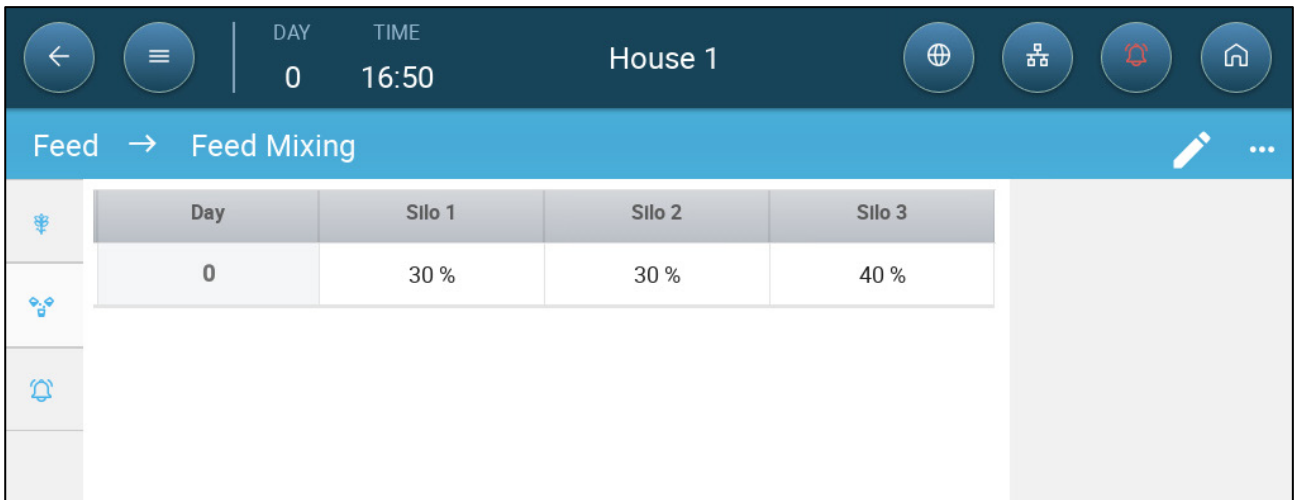 DAY TIME
0 16:50 House 1
Feed → Feed Mixing
Day Silo 1 Silo 2 Silo 3
0 30 % 30 % 40 %